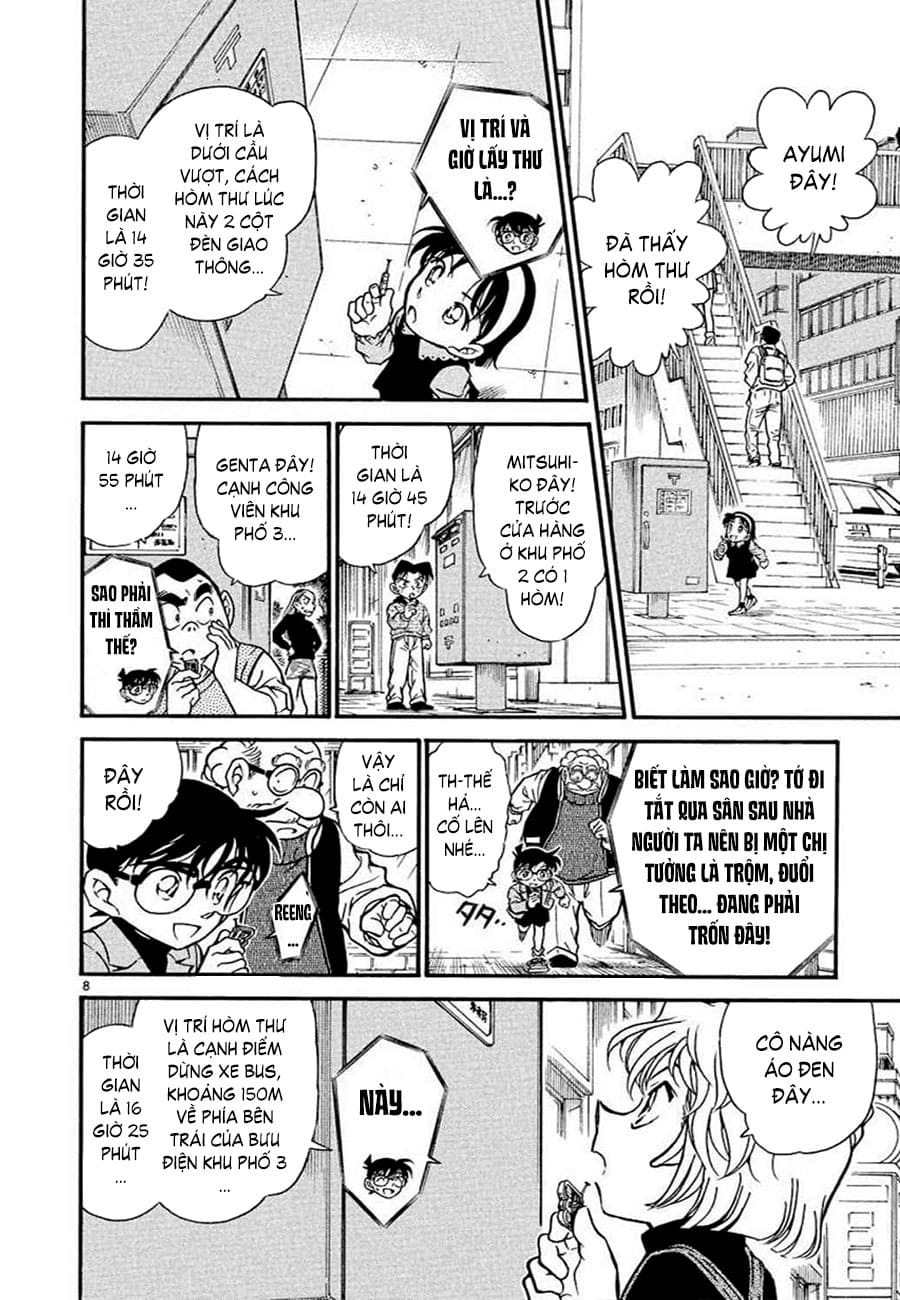 AYUMI
ĐÂY!
ĐÃ THẤY
HÒM THƯ
RỒI!
VỊ TRÍ VÀ
GIỜ LẤY THƯ
LÀ...?
VỊ TRÍ LÀ
DƯỚI CẦU
VƯỢT, CÁCH
HÒM THƯ LÚC
NÀY 2 CỘT
ĐÈN GIAO
THÔNG...
THỜI
GIAN
LÀ 14
GIỜ 35
PHÚT!
MITSUHI-
KO ĐÂY!
TRƯỚC
CỬA HÀNG
Ở KHU PHỐ
2 CÓ 1
HÒM!
THỜI
GIAN LÀ
14 GIỜ 45
PHÚT!
GENTA ĐÂY!
CẠNH CÔNG
VIÊN KHU
PHỐ 3...
14 GIỜ
55 PHÚT
...
SAO PHẢI
THÌ THẦM
THẾ?
BIẾT LÀM SAO GIỜ? TỚ ĐI
TẮT QUA SÂN SAU NHÀ
NGƯỜI TA NÊN BỊ MỘT CHỊ
TƯỞNG LÀ TRỘM, ĐUỔI
THEO... ĐANG PHẢI
TRỐN ĐÂY!
TH-THẾ
HẢ...
CỐ LÊN
NHÉ...
VẬY
LÀ CHỈ
CÒN AI
THÔI...
REENG
...
ĐÂY
RỒI!
8
CÔ NÀNG
ÁO ĐEN
ĐÂY...
NÀY...
VỊ TRÍ HÒM THƯ
LÀ CẠNH ĐIỂM
DỪNG XE BUS,
KHOẢNG 150M
VỀ PHÍA BÊN
TRÁI CỦA BƯU
ĐIỆN KHU PHỐ 3
...
THỜI
GIAN
LÀ 16
GIỜ 25
PHÚT
...